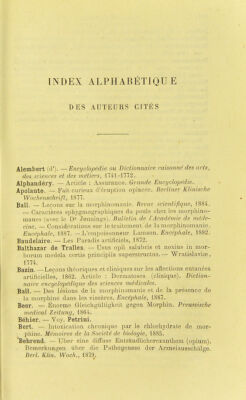 INDEX ALPHABÉTIQUE
DES AUTEURS CITÉS
Alembert (d'). — Encyclopédie ou Dictionnaire raisonné des arts,
des sciences et des métiers, 1741-1772.
Alphandéry. — Article : Assurance. Grande Encyclopédie.
Apolante. — Fait curieux d'éruption opiacée. Berliner Klinische
Wochenschrift, 1877.
Ball. — Leçons sur la morphinomanie. Revue scientifique, 1884.
— Caractères sphygmographiques du pouls chez les morphino-
manes (avec le Dr Jennings). Bulletin de l'Académie de méde-
cine. — Considérations sur le traitement de la morphinomanie.
Encéphale, 1887. — L'empoisonneur Lamson. Encéphale, 1882.
Baudelaire. — Les Paradis artificiels, 1872.
Balthazar de Tralles. — Usus opii salubris et noxius in mor-
borum medela certis principiis superstructus. — Wratislaviæ,
1774.
Bazin. — Leçons théoriques et cliniques sur les affections cutanées
artificielles, 1862. Article : Dermatoses (clinique). Diction-
naire encyclopédique des sciences médicales.
Ball. — Des lésions de la morphinomanie et de la présence de
la morphine dans les viscères. Encéphale, 1887.
Beer. — Enorme Gleichgültigkeit gegen Morphin. Preussische
medical Zeitung, 1864.
Béhier. — Voy. Petrini.
Bert. — Intoxication chronique par le chlorhydrate de mor-
phine. Mémoires de la Société de biologie, 1885.
Behrend. — Uber eine diffuse Entzündlicherexanthem (opium),
Bemerkungen über die Pathogenese der Arzneiausschälge.
Berl. Klin. Woch., 1879.